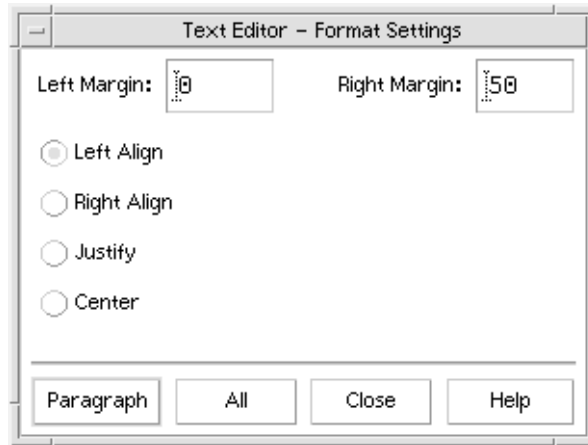 Text Editor – Format Settings
Left Margin: 0 Right Margin: 50
Left Align
Right Align
Justify
Center
Paragraph All Close Help